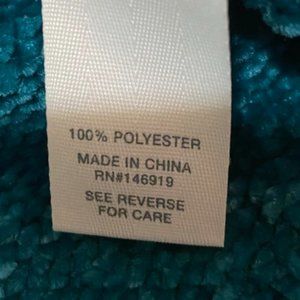 100% POLYESTER
MADE IN CHINA
RN#146919
SEE REVERSE
FOR CARE